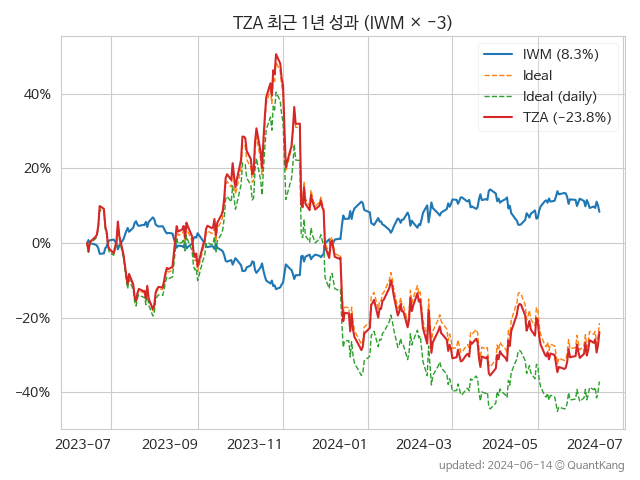 TZA 최근 1년 성과 (IWM × −3)
IWM (8.3%)
Ideal
Ideal (daily)
TZA (−23.8%)
40%
20%
0%
−20%
−40%
2023−07 2023−09 2023−11 2024−01 2024−03 2024−05 2024−07
updated: 2024-06-14 © QuantKang